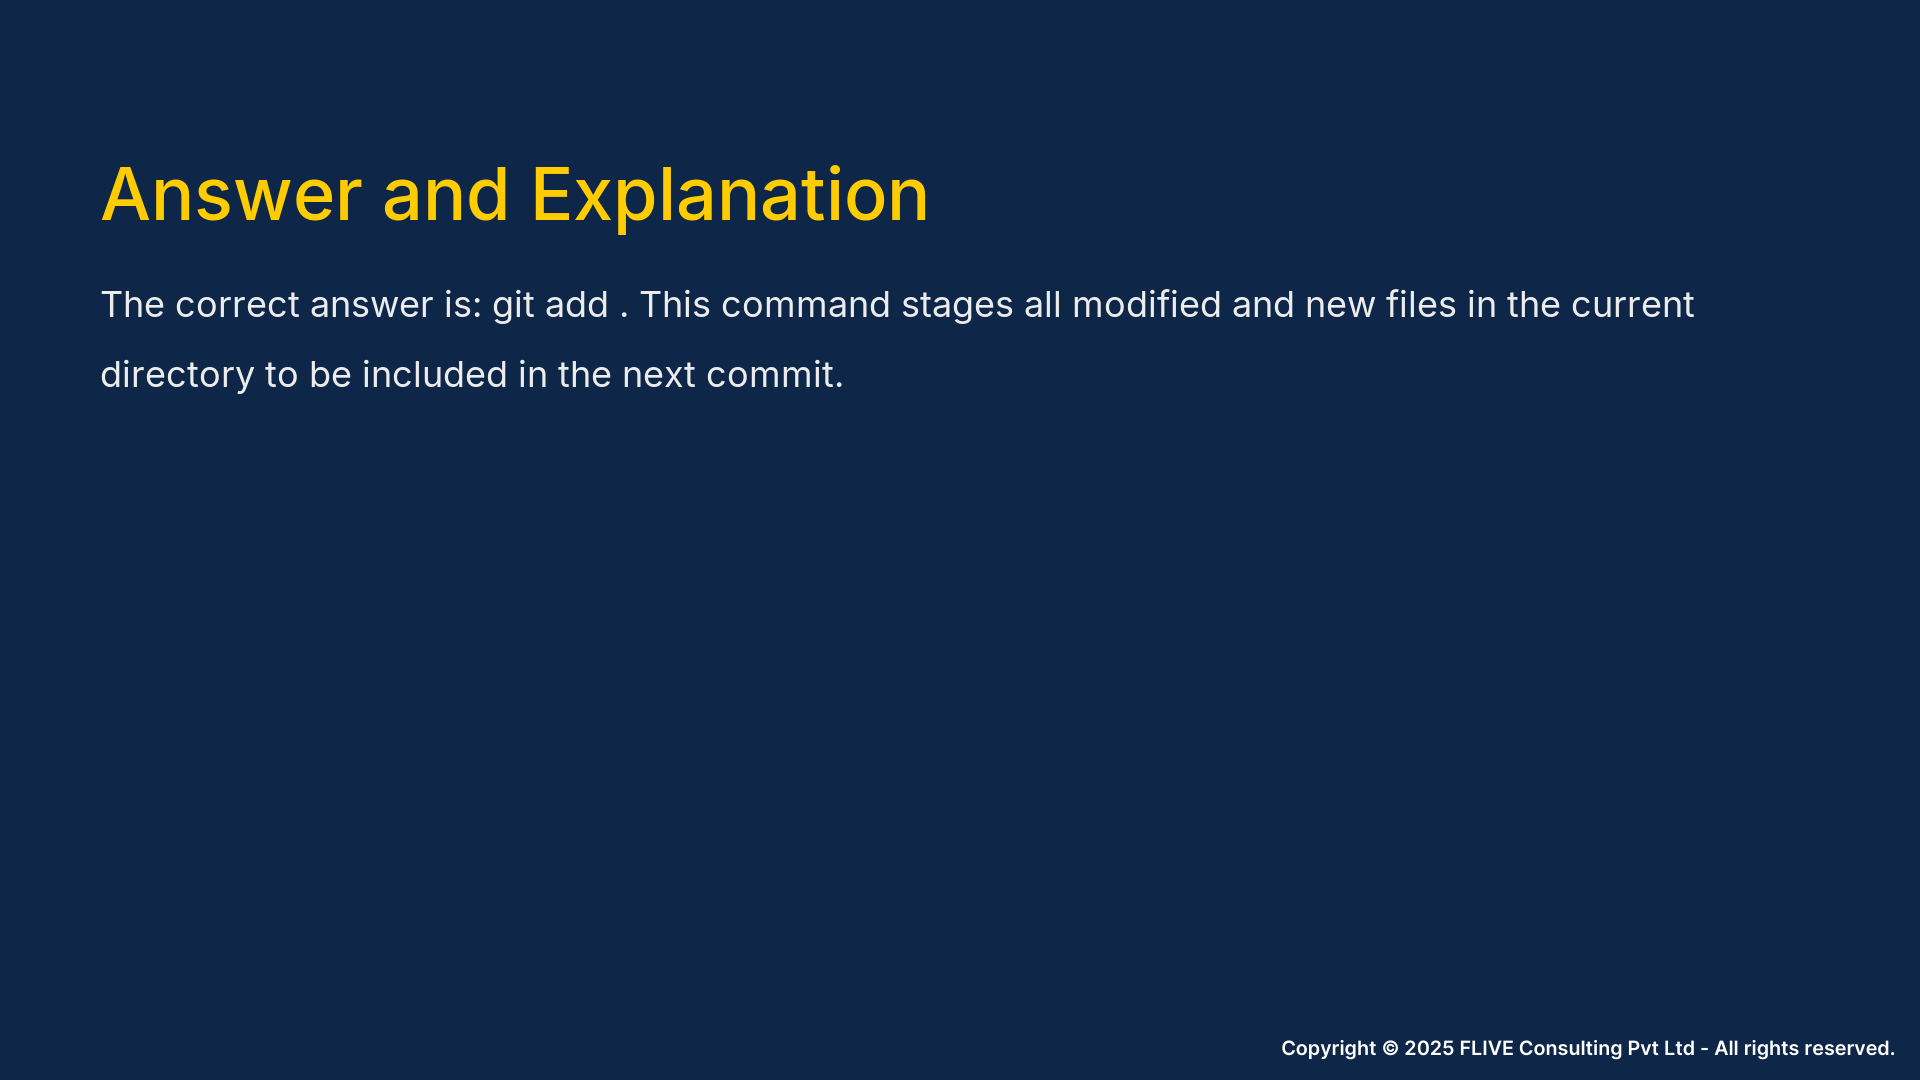 Answer and Explanation
The correct answer is: git add . This command stages all modified and new files in the current
directory to be included in the next commit.
Copyright © 2025 FLIVE Consulting Pvt Ltd - All rights reserved.